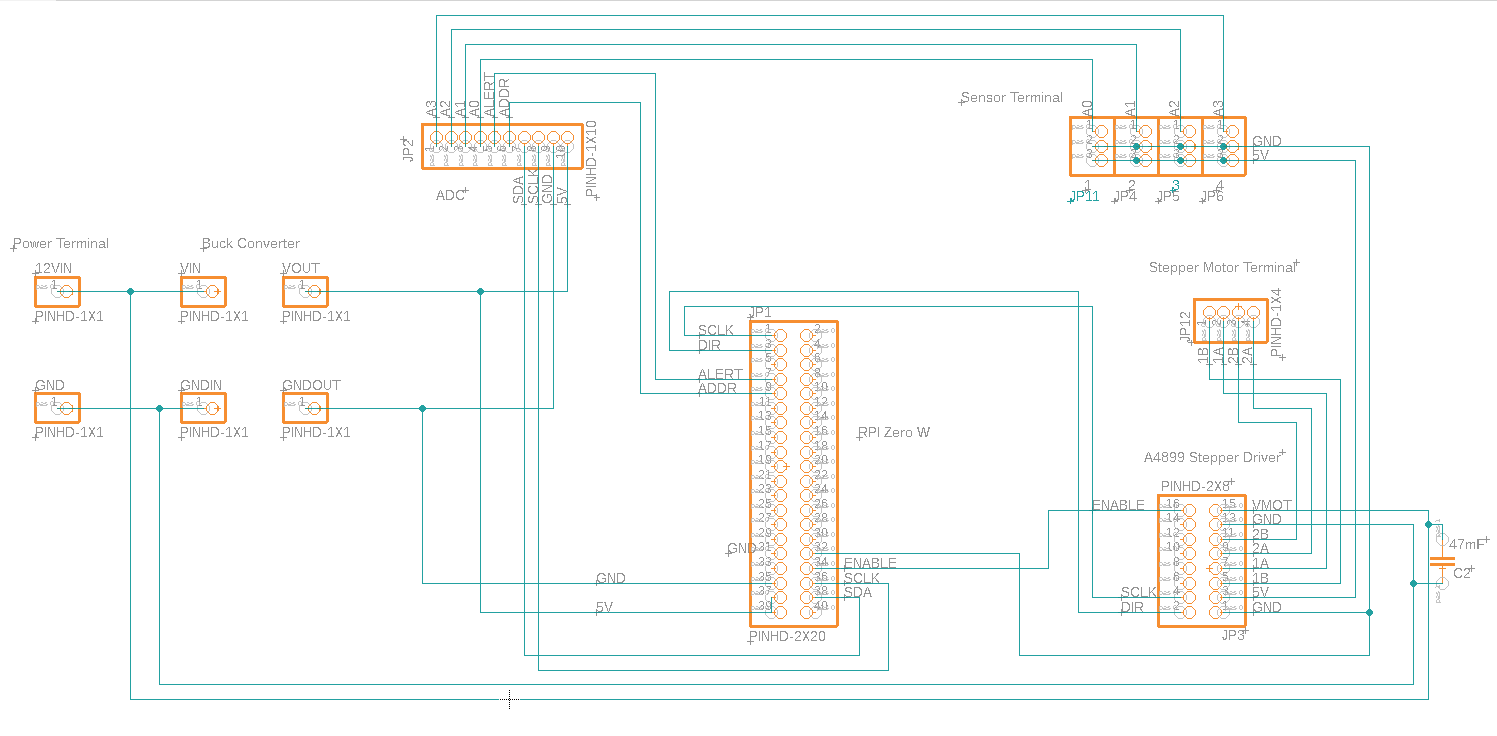 Sensor Terminal
A3
A2
A1
A0
ALERT
ADDR
JP2
1
2
3
4
5
6
7
8
9
10
PINHD-1X10
ADC
SDA
SCLK
GND
5V
A0
A1
A2
A3
GND
5V
1
2
3
4
JP11
JP4
JP5
JP6
Power Terminal
Buck Converter
12VIN
VIN
VOUT
1
1
1
PINHD-1X1
PINHD-1X1
PINHD-1X1
GND
GNDIN
GNDOUT
1
1
1
PINHD-1X1
PINHD-1X1
PINHD-1X1
Stepper Motor Terminal
JP12
PINHD-1X4
1B
1A
2B
2A
JP1
SCLK
DIR
ALERT
ADDR
1 2
3 4
5 6
7 8
9 10
11 12
13 14
15 16
17 18
19 20
21 22
23 24
25 26
27 28
29 30
31 32
33 34
35 36
37 38
39 40
GND
GND
5V
ENABLE
SCLK
SDA
PINHD-2X20
RPI Zero W
A4899 Stepper Driver
PINHD-2X8
ENABLE
16 15 VMOT
14 13 GND
12 11 2B
10 9 2A
8 7 1A
6 5 1B
SCLK 4 3 5V
DIR 2 1 GND
JP3
47mF
C2